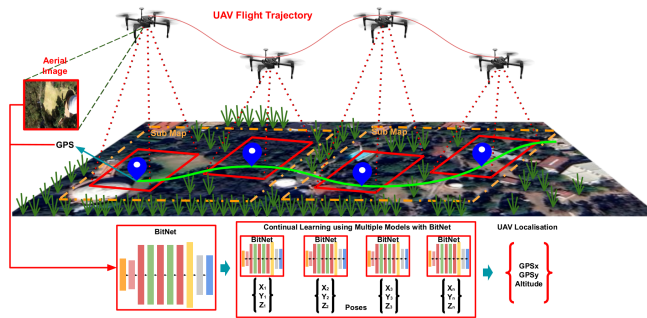 UAV Flight Trajectory
Aerial
Image
Sub Map
Sub Map
GPS
Continual Learning using Multiple Models with BitNet
UAV Localisation
BitNet
BitNet
BitNet
BitNet
BitNet
X₁
Y₁
Z₁
X₂
Y₂
Z₂
X₃
Y₃
Z₃
Xₙ
Yₙ
Zₙ
Poses
GPSx
GPSy
Altitude